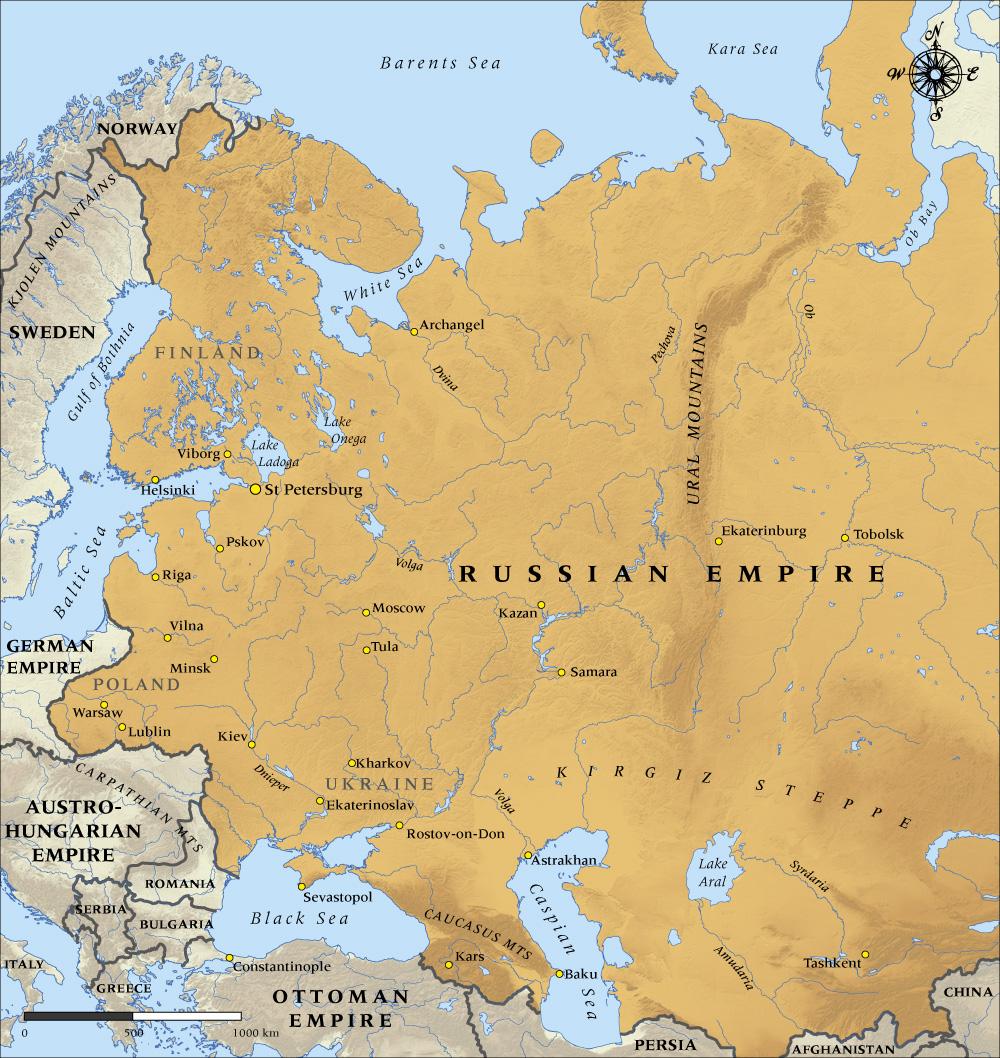 Barents Sea
Kara Sea
N
W
E
S
NORWAY
KJOLEN MOUNTAINS
Ob Bay
White Sea
SWEDEN
Gulf of Bothnia
Archangel
Ob
Pechova
URAL MOUNTAINS
FINLAND
Dvina
Lake
Onega
Lake
Ladoga
Viborg
Helsinki
St Petersburg
Baltic Sea
Pskov
Ekaterinburg
Tobolsk
Volga
RUSSIAN EMPIRE
Riga
Moscow
Kazan
Vilna
GERMAN
EMPIRE
Tula
Minsk
Samara
POLAND
Warsaw
Lublin
Kiev
Kharkov
KIRGIZ STEPPE
CARPATHIAN MTS
Dnieper
UKRAINE
Ekaterinoslav
Volga
AUSTRO-
HUNGARIAN
EMPIRE
Rostov-on-Don
Astrakhan
Lake
Aral
Syrdaria
ROMANIA
Sevastopol
SERBIA
BULGARIA
Black Sea
CAUCASUS MTS
Caspian Sea
ITALY
Constantinople
Kars
Baku
Amudaria
Tashkent
GREECE
OTTOMAN
EMPIRE
CHINA
0 500 1000 km
PERSIA
AFGHANISTAN